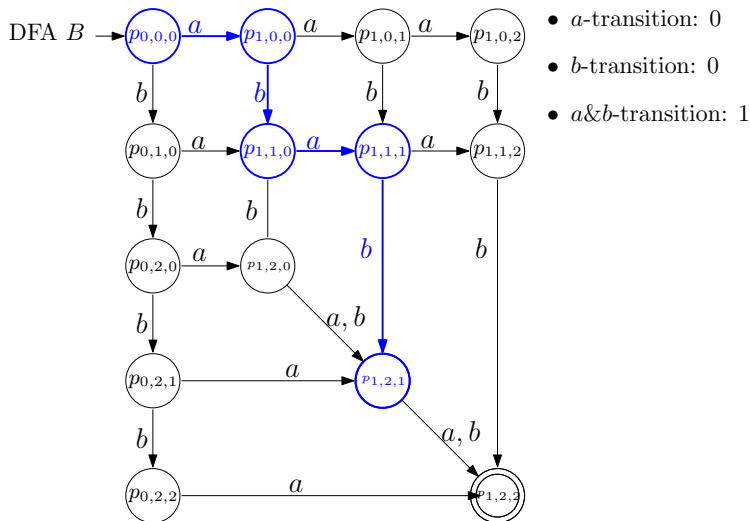 DFA B p0,0,0 a p1,0,0 a p1,0,1 a p1,0,2
b b b b
p0,1,0 a p1,1,0 a p1,1,1 a p1,1,2
b b b b
p0,2,0 a p1,2,0
b a, b
p0,2,1 a p1,2,1
b a, b
p0,2,2 a p1,2,2
• a-transition: 0
• b-transition: 0
• a&b-transition: 1